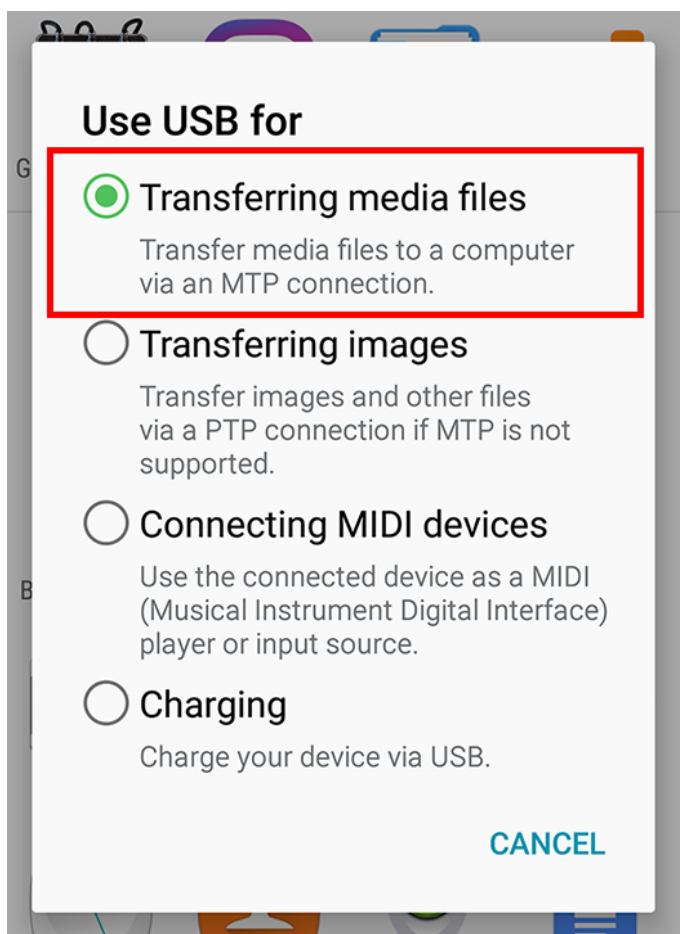 Use USB for
G
Transferring media files
Transfer media files to a computer
via an MTP connection.
Transferring images
Transfer images and other files
via a PTP connection if MTP is not
supported.
Connecting MIDI devices
Use the connected device as a MIDI
B
(Musical Instrument Digital Interface)
player or input source.
Charging
Charge your device via USB.
CANCEL